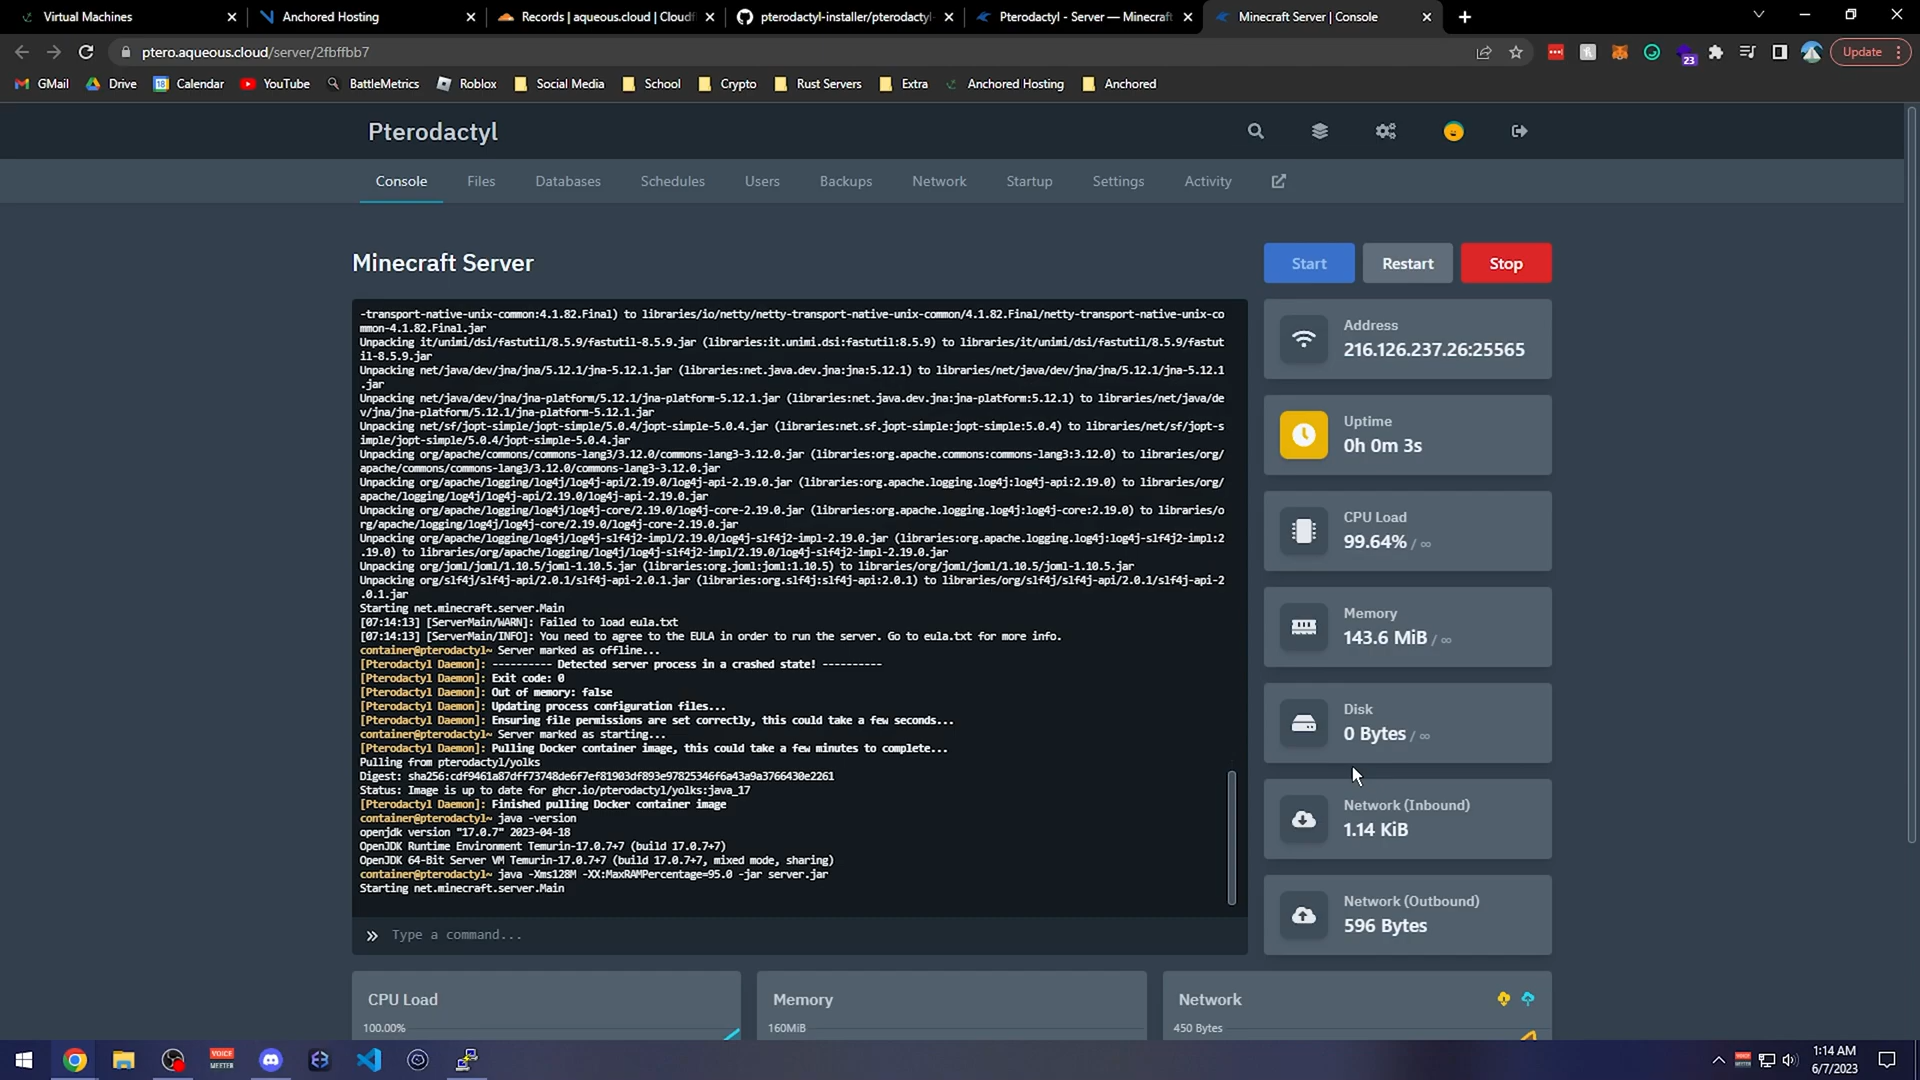 Virtual Machines
Anchored Hosting
Records | aqueous.cloud | Cloudf
pterodactyl-installer/pterodactyl-
Pterodactyl - Server — Minecraft
Minecraft Server | Console
ptero.aqueous.cloud/server/2fbffbb7
23
Update
GMail
Drive
18
Calendar
YouTube
BattleMetrics
Roblox
Social Media
School
Crypto
Rust Servers
Extra
Anchored Hosting
Anchored
Pterodactyl
Console
Files
Databases
Schedules
Users
Backups
Network
Startup
Settings
Activity
Minecraft Server
Start
Restart
Stop
-transport-native-unix-common:4.1.82.Final) to libraries/io/netty/netty-transport-native-unix-common/4.1.82.Final/netty-transport-native-unix-co
mmon-4.1.82.Final.jar
Unpacking it/unimi/dsi/fastutil/8.5.9/fastutil-8.5.9.jar (libraries:it.unimi.dsi:fastutil:8.5.9) to libraries/it/unimi/dsi/fastutil/8.5.9/fastut
il-8.5.9.jar
Unpacking net/java/dev/jna/jna/5.12.1/jna-5.12.1.jar (libraries:net.java.dev.jna:jna:5.12.1) to libraries/net/java/dev/jna/jna/5.12.1/jna-5.12.1
.jar
Unpacking net/java/dev/jna/jna-platform/5.12.1/jna-platform-5.12.1.jar (libraries:net.java.dev.jna:jna-platform:5.12.1) to libraries/net/java/de
v/jna/jna-platform/5.12.1/jna-platform-5.12.1.jar
Unpacking net/sf/jopt-simple/jopt-simple/5.0.4/jopt-simple-5.0.4.jar (libraries:net.sf.jopt-simple:jopt-simple:5.0.4) to libraries/net/sf/jopt-s
imple/jopt-simple/5.0.4/jopt-simple-5.0.4.jar
Unpacking org/apache/commons/commons-lang3/3.12.0/commons-lang3-3.12.0.jar (libraries:org.apache.commons:commons-lang3:3.12.0) to libraries/org/
apache/commons/commons-lang3/3.12.0/commons-lang3-3.12.0.jar
Unpacking org/apache/logging/log4j/log4j-api/2.19.0/log4j-api-2.19.0.jar (libraries:org.apache.logging.log4j:log4j-api:2.19.0) to libraries/org/
apache/logging/log4j/log4j-api/2.19.0/log4j-api-2.19.0.jar
Unpacking org/apache/logging/log4j/log4j-core/2.19.0/log4j-core-2.19.0.jar (libraries:org.apache.logging.log4j:log4j-core:2.19.0) to libraries/o
rg/apache/logging/log4j/log4j-core/2.19.0/log4j-core-2.19.0.jar
Unpacking org/apache/logging/log4j/log4j-slf4j2-impl/2.19.0/log4j-slf4j2-impl-2.19.0.jar (libraries:org.apache.logging.log4j:log4j-slf4j2-impl:2
.19.0) to libraries/org/apache/logging/log4j/log4j-slf4j2-impl/2.19.0/log4j-slf4j2-impl-2.19.0.jar
Unpacking org/joml/joml/1.10.5/joml-1.10.5.jar (libraries:org.joml:joml:1.10.5) to libraries/org/joml/joml/1.10.5/joml-1.10.5.jar
Unpacking org/slf4j/slf4j-api/2.0.1/slf4j-api-2.0.1.jar (libraries:org.slf4j:slf4j-api:2.0.1) to libraries/org/slf4j/slf4j-api/2.0.1/slf4j-api-2
.0.1.jar
Starting net.minecraft.server.Main
[07:14:13] [ServerMain/WARN]: Failed to load eula.txt
[07:14:13] [ServerMain/INFO]: You need to agree to the EULA in order to run the server. Go to eula.txt for more info.
container@pterodactyl~ Server marked as offline...
[Pterodactyl Daemon]: ---------- Detected server process in a crashed state! ----------
[Pterodactyl Daemon]: Exit code: 0
[Pterodactyl Daemon]: Out of memory: false
[Pterodactyl Daemon]: Updating process configuration files...
[Pterodactyl Daemon]: Ensuring file permissions are set correctly, this could take a few seconds...
container@pterodactyl~ Server marked as starting...
[Pterodactyl Daemon]: Pulling Docker container image, this could take a few minutes to complete...
Pulling from pterodactyl/yolks
Digest: sha256:cdf9461a87dff73748de6f7ef81903df893e97825346f6a43a9a3766430e2261
Status: Image is up to date for ghcr.io/pterodactyl/yolks:java_17
[Pterodactyl Daemon]: Finished pulling Docker container image
container@pterodactyl~ java -version
openjdk version "17.0.7" 2023-04-18
OpenJDK Runtime Environment Temurin-17.0.7+7 (build 17.0.7+7)
OpenJDK 64-Bit Server VM Temurin-17.0.7+7 (build 17.0.7+7, mixed mode, sharing)
container@pterodactyl~ java -Xms128M -XX:MaxRAMPercentage=95.0 -jar server.jar
Starting net.minecraft.server.Main
Type a command...
Address
216.126.237.26:25565
Uptime
0h 0m 3s
CPU Load
99.64% / ∞
Memory
143.6 MiB / ∞
Disk
0 Bytes / ∞
Network (Inbound)
1.14 KiB
Network (Outbound)
596 Bytes
CPU Load
100.00%
Memory
160MiB
Network
450 Bytes
VOICE
MEETER
1:14 AM
6/7/2023